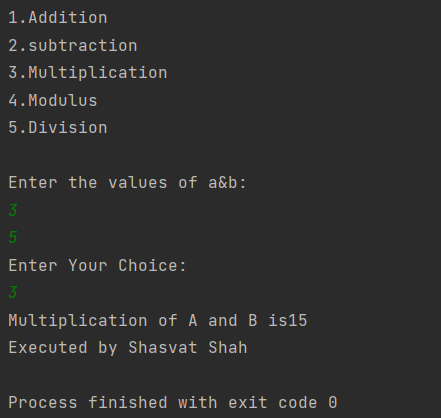 1.Addition
2.subtraction
3.Multiplication
4.Modulus
5.Division
Enter the values of a&b:
3
5
Enter Your Choice:
3
Multiplication of A and B is15
Executed by Shasvat Shah
Process finished with exit code 0